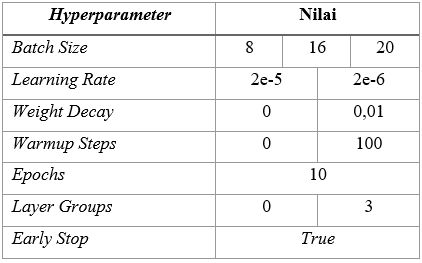 Hyperparameter Nilai
Batch Size 8 16 20
Learning Rate 2e-5 2e-6
Weight Decay 0 0,01
Warmup Steps 0 100
Epochs 10
Layer Groups 0 3
Early Stop True